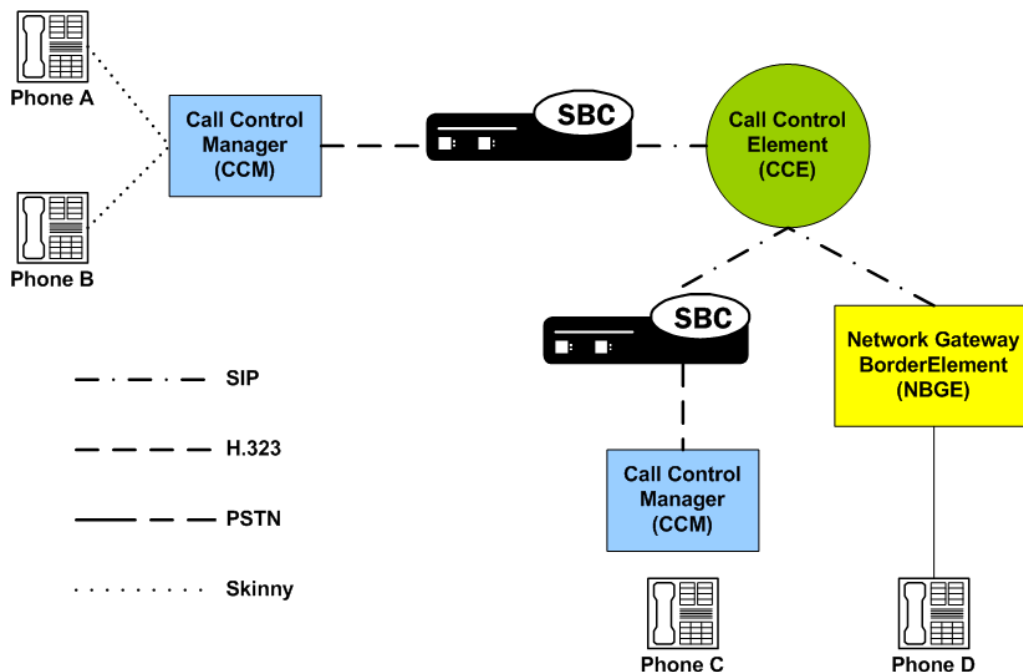 Phone A
Call Control
Manager
(CCM)
SBC
Call Control
Element
(CCE)
Phone B
SBC
Network Gateway
BorderElement
(NBGE)
SIP
H.323
Call Control
Manager
(CCM)
PSTN
Skinny
Phone C
Phone D